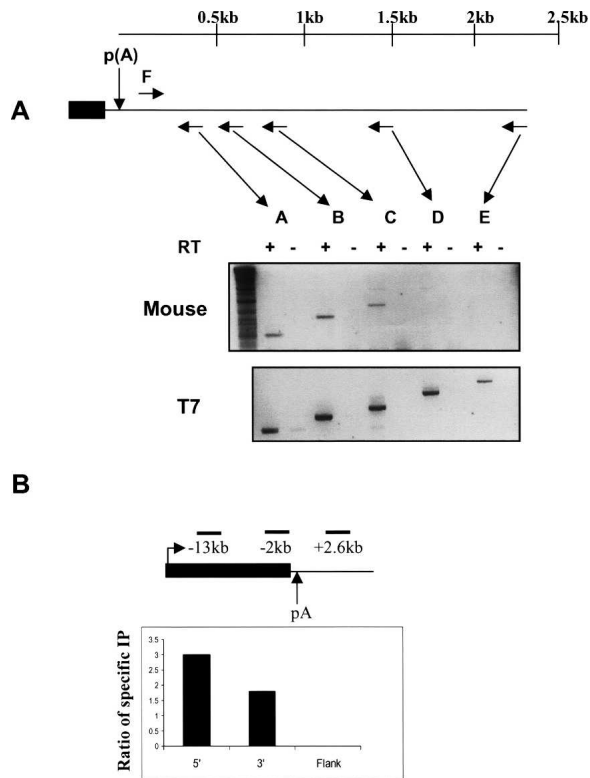 0.5kb 1kb 1.5kb 2kb 2.5kb
p(A)
F
A
A B C D E
RT + - + - + - + - + -
Mouse
T7
B
-13kb -2kb +2.6kb
pA
Ratio of specific IP
3.5
3
2.5
2
1.5
1
0.5
0
5' 3' Flank